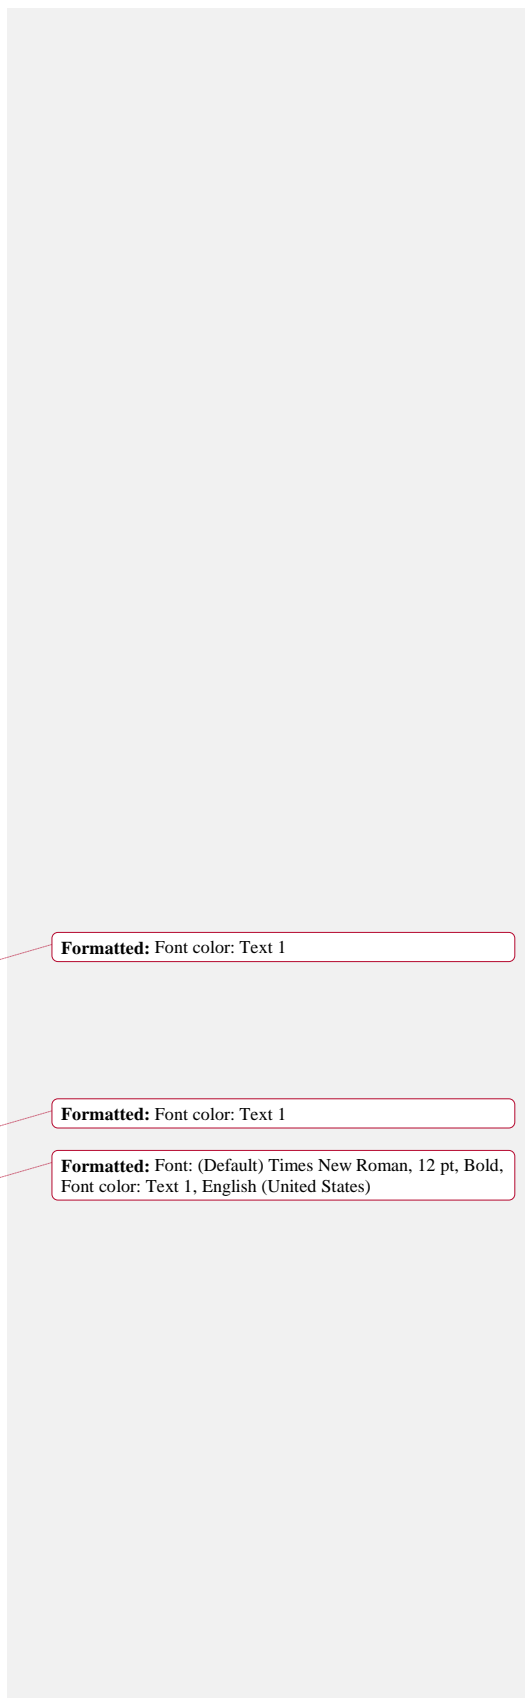 Formatted: Font color: Text 1
Formatted: Font color: Text 1
Formatted: Font: (Default) Times New Roman, 12 pt, Bold,
Font color: Text 1, English (United States)